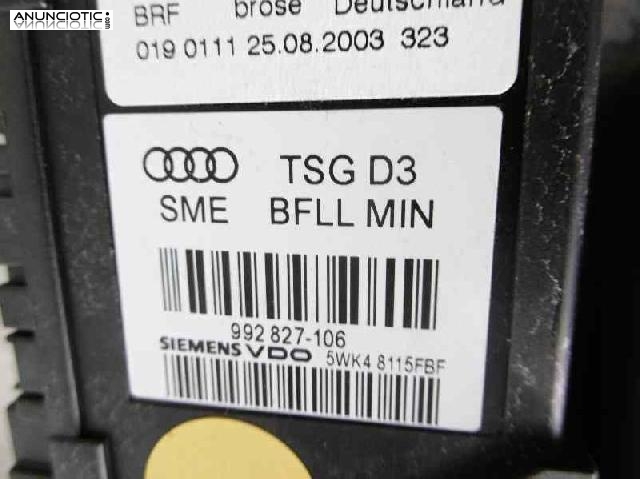 ANUNCIOTIC.com
BRF brose Deutschland
019 0111 25.08.2003 323
TSG D3
SME BFLL MIN
992 827-106
SIEMENS VDO 5WK4 8115FBF